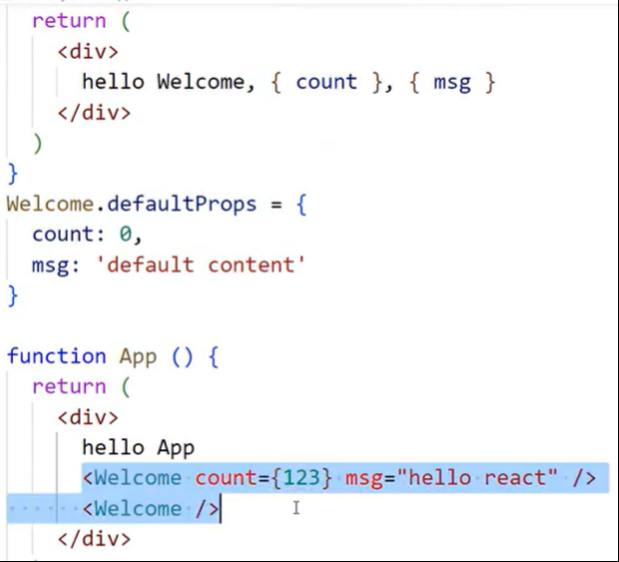 return (
<div>
hello Welcome, { count }, { msg }
</div>
)
}
Welcome.defaultProps = {
count: 0,
msg: 'default content'
}
function App () {
return (
<div>
hello App
<Welcome count={123} msg="hello react" />
<Welcome />
</div>